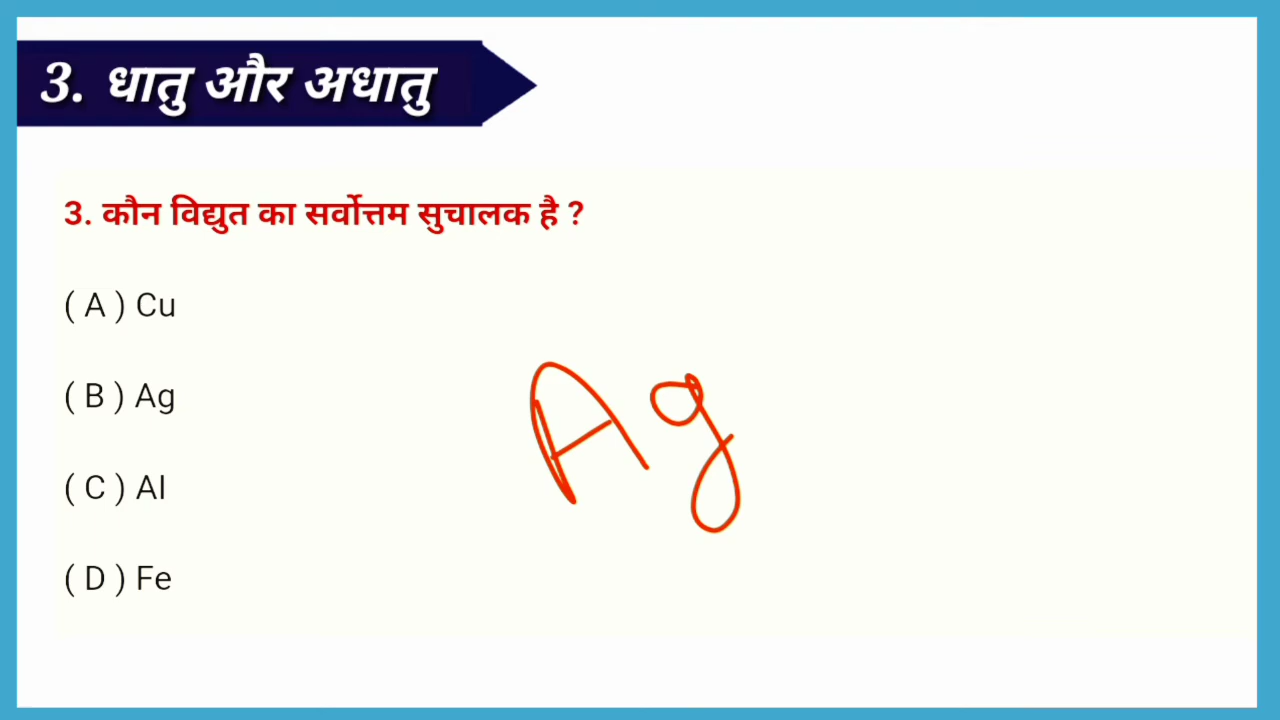 3. धातु और अधातु
3. कौन विद्युत का सर्वोत्तम सुचालक है ?
( A ) Cu
( B ) Ag
Ag
( C ) Al
( D ) Fe